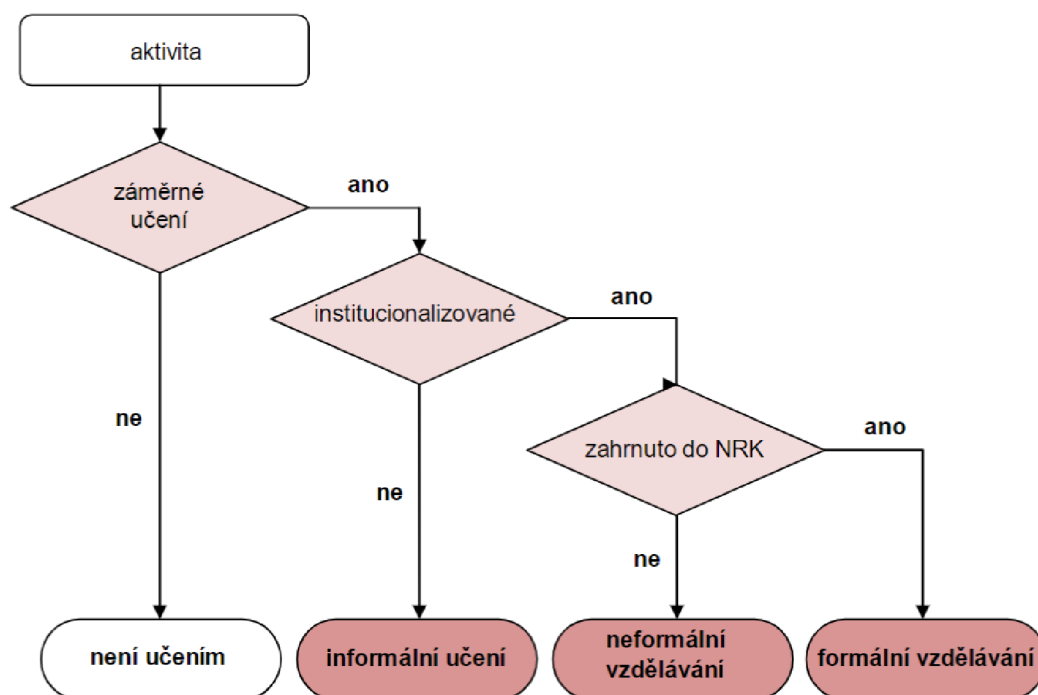 aktivita
záměrné
učení
ano
institucionalizované
ano
ne
zahrnuto do NRK
ano
ne
ne
není učením
informální učení
neformální
vzdělávání
formální vzdělávání